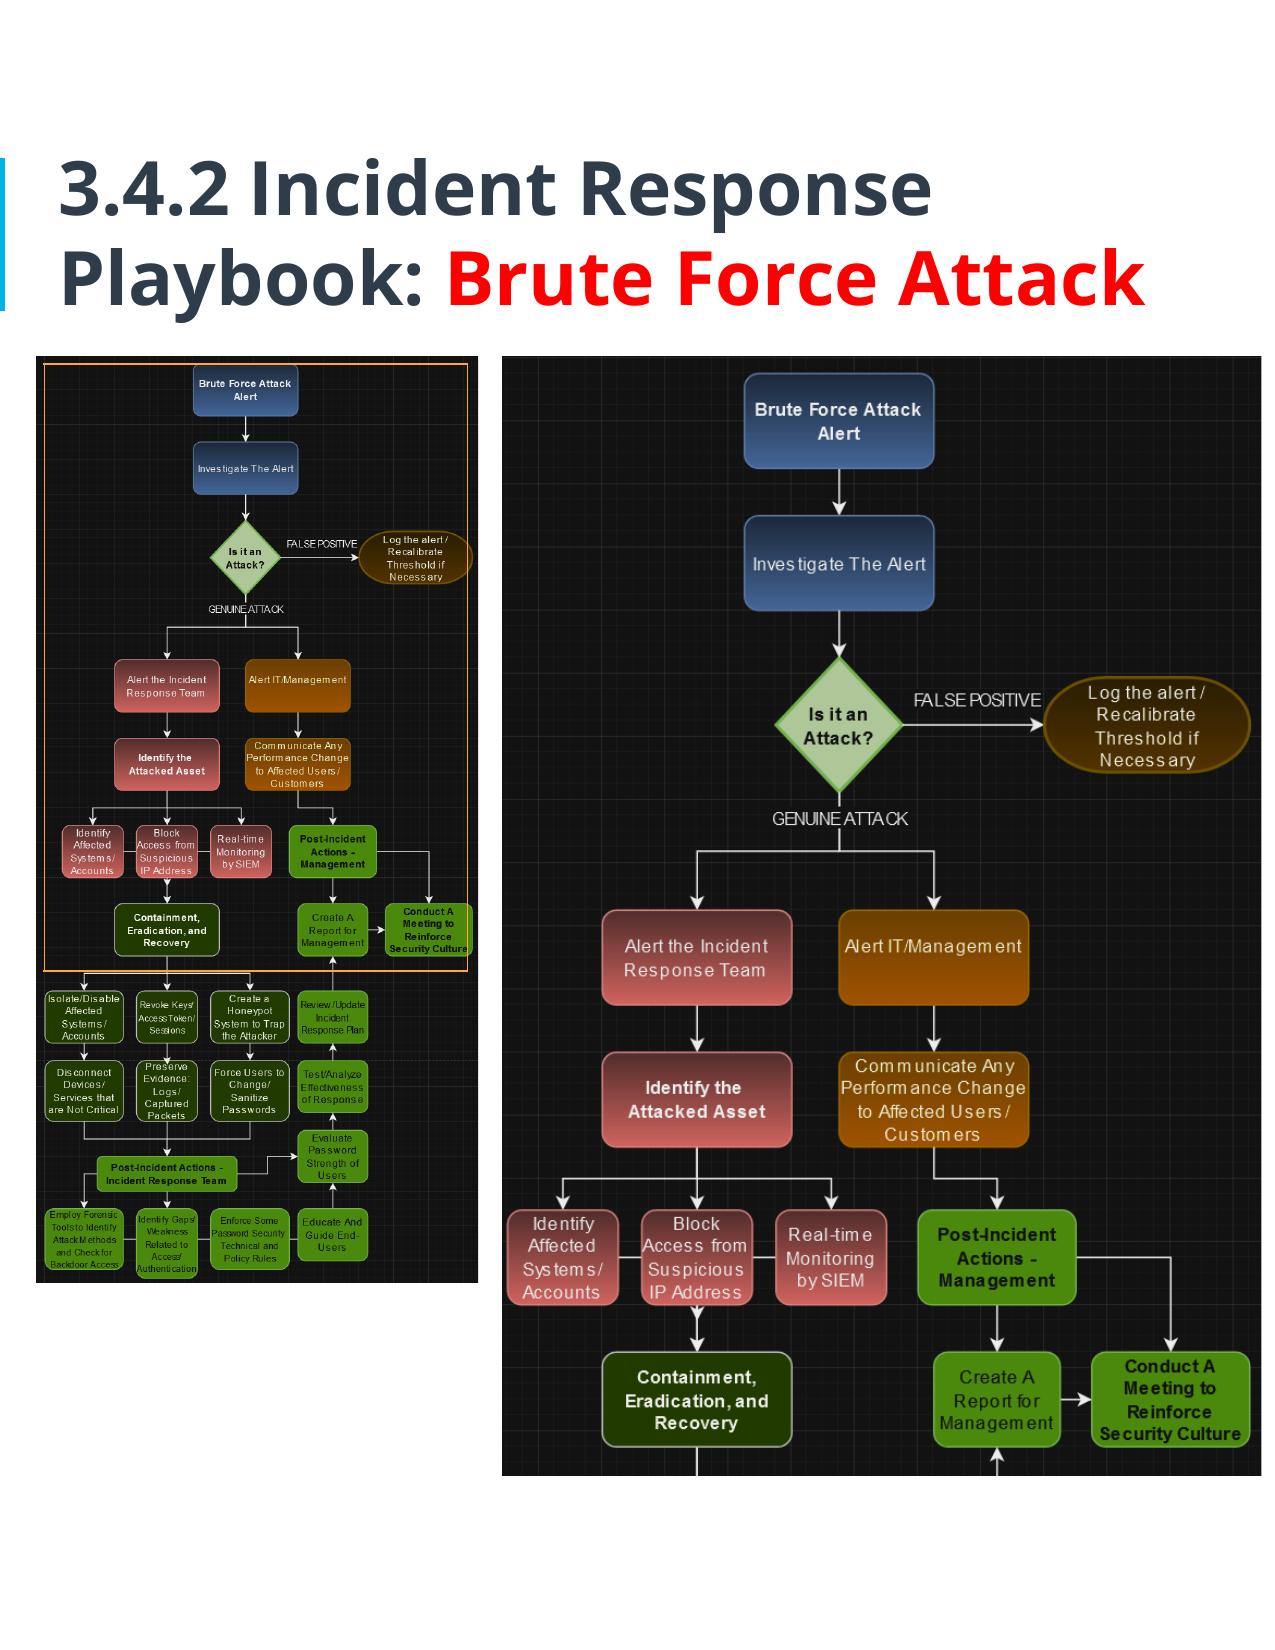 3.4.2 Incident Response
Playbook: Brute Force Attack
Brute Force Attack
Alert
Investigate The Alert
Is it an
Attack?
FALSE POSITIVE
Log the alert /
Recalibrate
Threshold if
Necessary
GENUINE ATTACK
Alert the Incident
Response Team
Alert IT/Management
Identify the
Attacked Asset
Communicate Any
Performance Change
to Affected Users/
Customers
Identify
Affected
Systems/
Accounts
Block
Access from
Suspicious
IP Address
Real-time
Monitoring
by SIEM
Post-Incident
Actions -
Management
Containment,
Eradication, and
Recovery
Create A
Report for
Management
Conduct A
Meeting to
Reinforce
Security Culture
Isolate/Disable
Affected
Systems/
Accounts
Revoke Keys/
Access Token/
Sessions
Create a
Honeypot
System to Trap
the Attacker
Review/Update
Incident
Response Plan
Disconnect
Devices/
Services that
are Not Critical
Preserve
Evidence:
Logs/
Captured
Packets
Force Users to
Change/
Sanitize
Passwords
Test/Analyze
Effectiveness
of Response
Evaluate
Password
Strength of
Users
Post-Incident Actions -
Incident Response Team
Employ Forensic
Tools to Identify
Attack Methods
and Check for
Backdoor Access
Identify Gaps/
Weakness
Related to
Access/
Authentication
Enforce Some
Password Security
Technical and
Policy Rules
Educate And
Guide End-
Users
Brute Force Attack
Alert
Investigate The Alert
Is it an
Attack?
FALSE POSITIVE
Log the alert /
Recalibrate
Threshold if
Necessary
GENUINE ATTACK
Alert the Incident
Response Team
Alert IT/Management
Identify the
Attacked Asset
Communicate Any
Performance Change
to Affected Users/
Customers
Identify
Affected
Systems/
Accounts
Block
Access from
Suspicious
IP Address
Real-time
Monitoring
by SIEM
Post-Incident
Actions -
Management
Containment,
Eradication, and
Recovery
Create A
Report for
Management
Conduct A
Meeting to
Reinforce
Security Culture